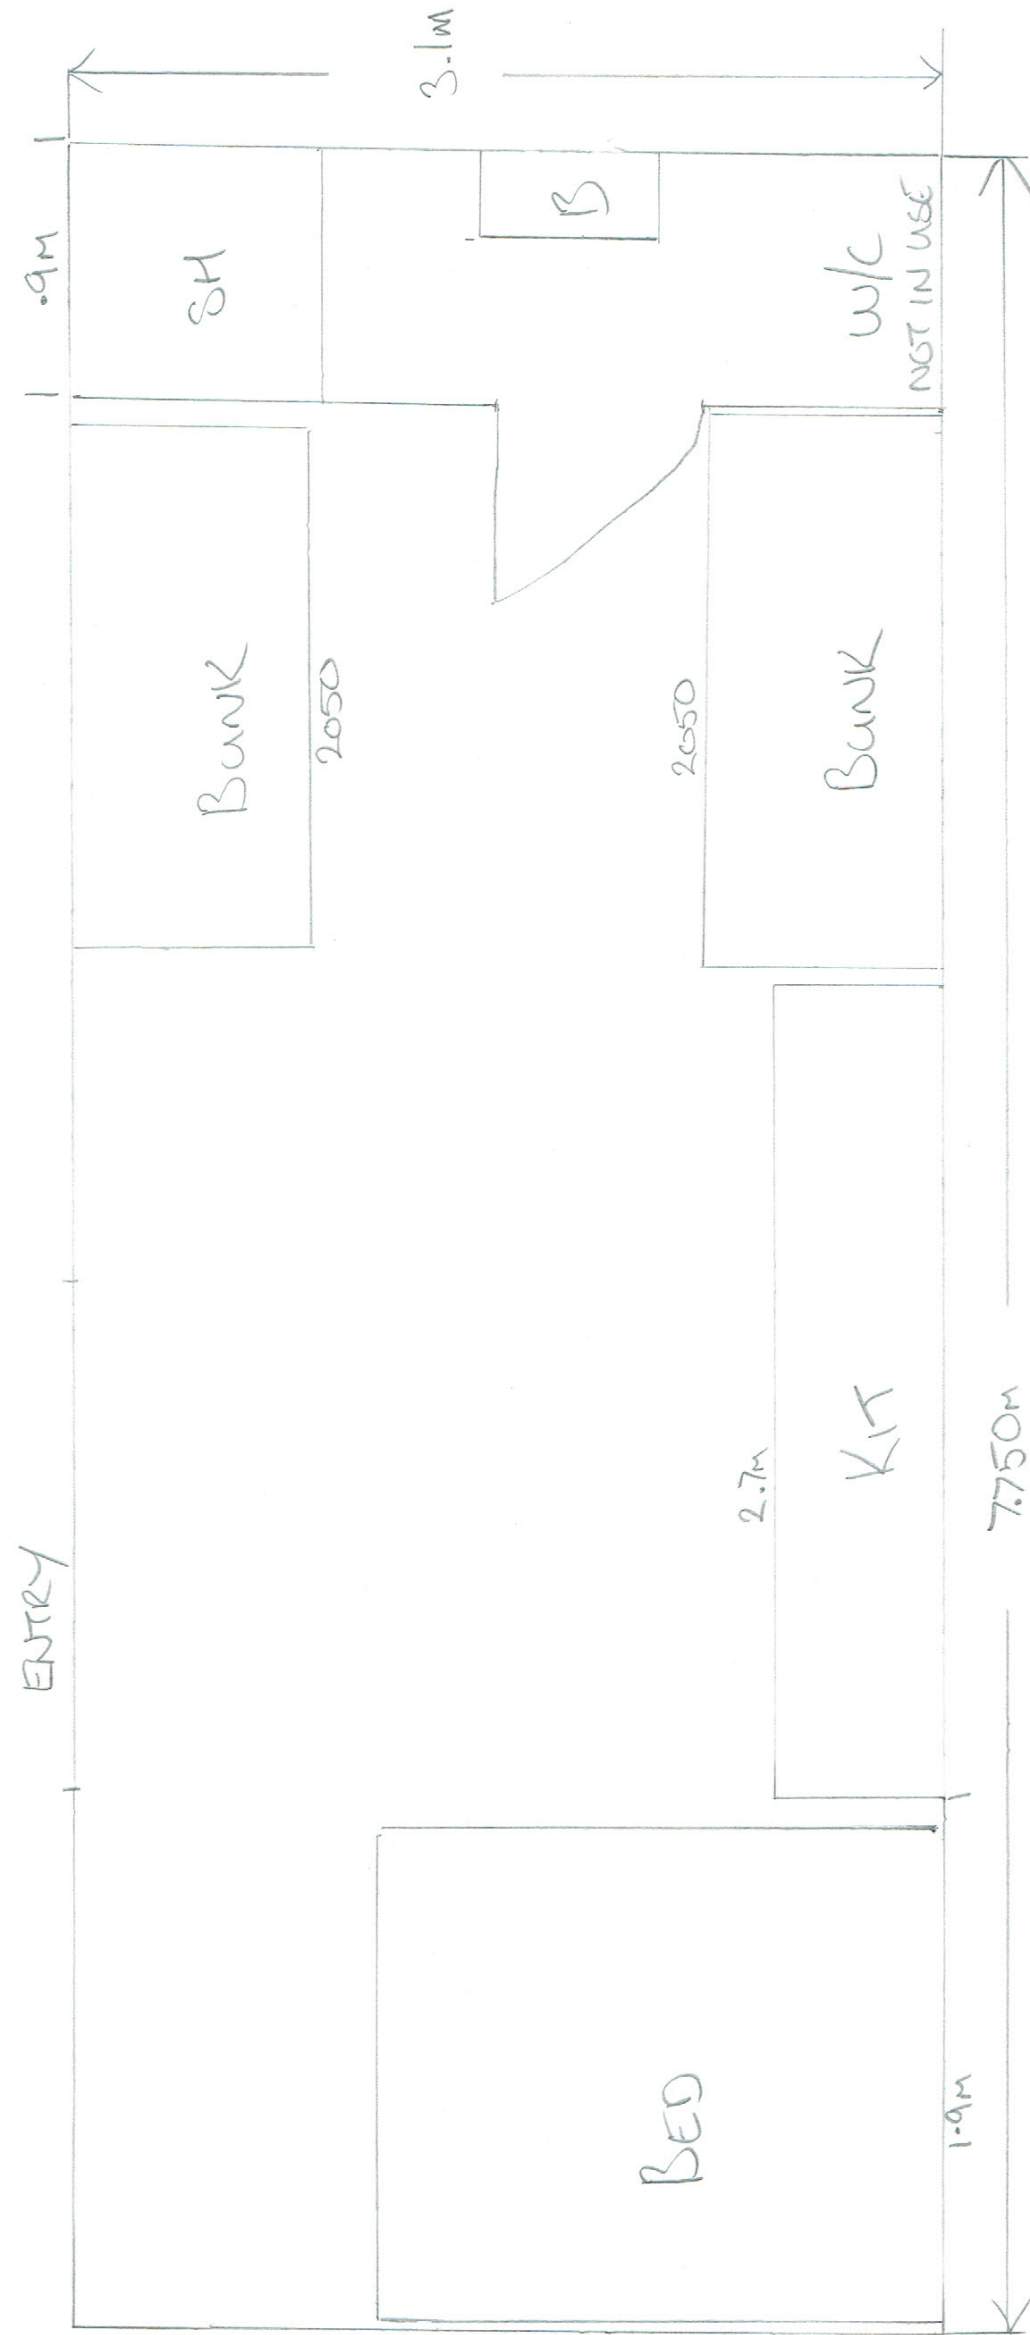 ENTRY
.9M
3.1M
SH
B
W/C
NOT IN USE
BUNK
2050
2050
BUNK
2.7M
KIT
BED
1.9M
7.750M